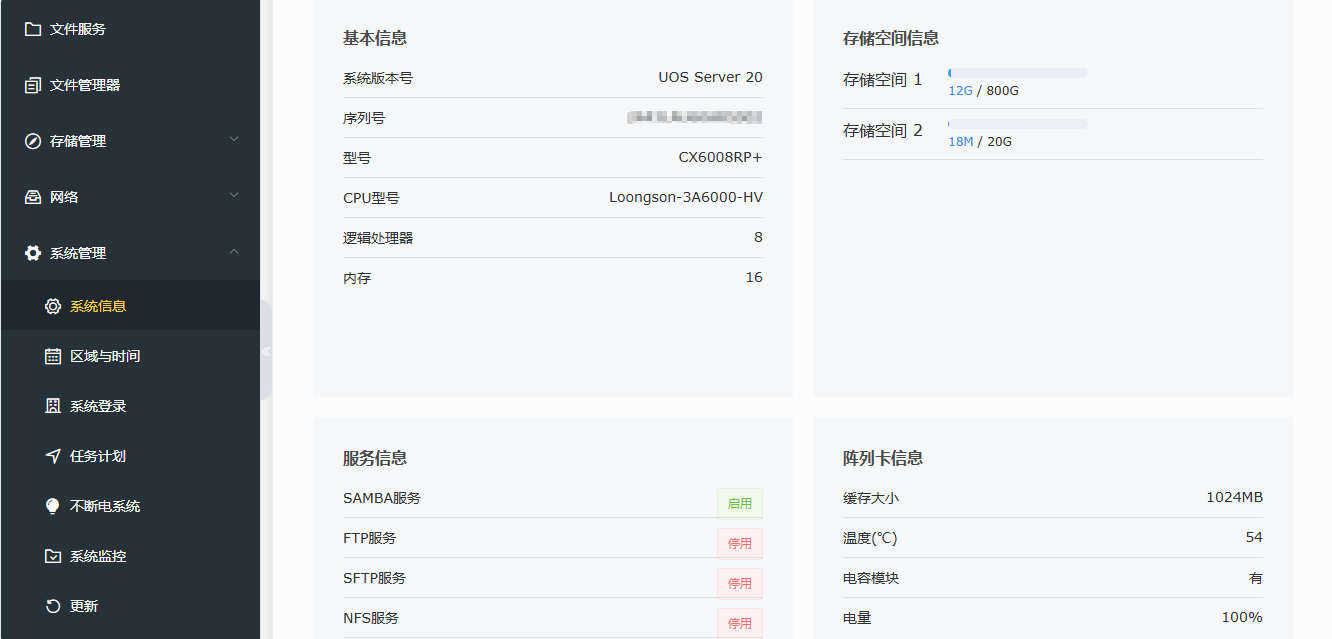 文件服务
文件管理器
存储管理
网络
系统管理
系统信息
区域与时间
系统登录
任务计划
不断电系统
系统监控
更新
基本信息
系统版本号 UOS Server 20
序列号
型号 CX6008RP+
CPU型号 Loongson-3A6000-HV
逻辑处理器 8
内存 16
存储空间信息
存储空间 1
12G / 800G
存储空间 2
18M / 20G
服务信息
SAMBA服务 启用
FTP服务 停用
SFTP服务 停用
NFS服务 停用
阵列卡信息
缓存大小 1024MB
温度(℃) 54
电容模块 有
电量 100%